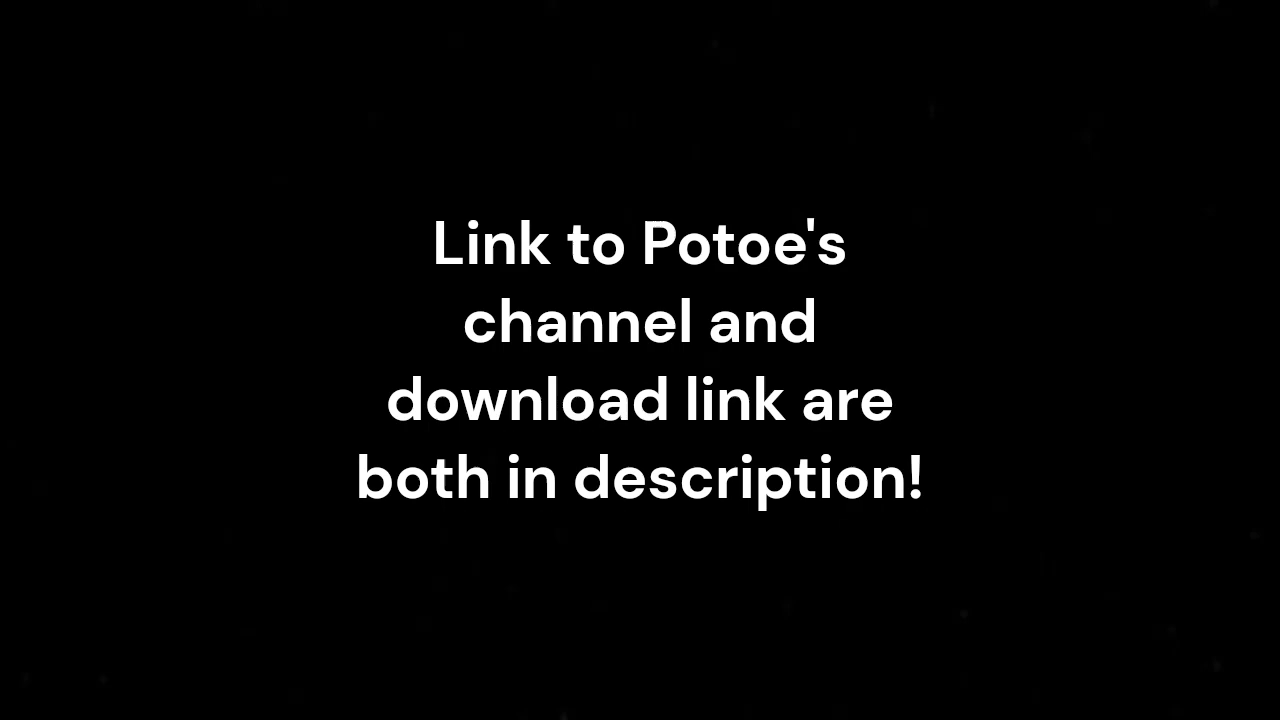 Link to Potoe's
channel and
download link are
both in description!